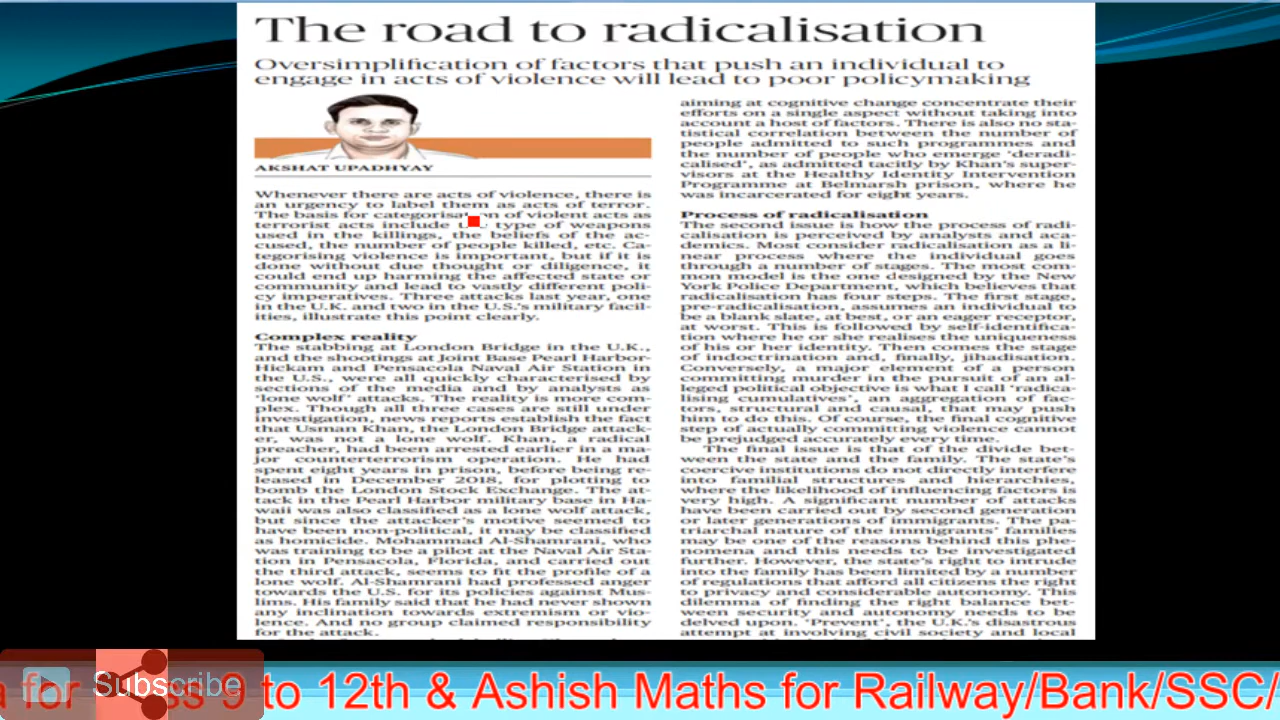 The road to radicalisation
Oversimplification of factors that push an individual to
engage in acts of violence will lead to poor policymaking
AKSHAT UPADHYAY
Whenever there are acts of violence, there is
an urgency to label them as acts of terror.
The basis for categorisation of violent acts as
terrorist acts include type of weapons
used in the killings, the beliefs of the ac-
cused, the number of people killed, etc. Ca-
tegorising violence is important, but if it is
done without due thought or diligence, it
could end up harming the affected state or
community and lead to vastly different poli-
cy imperatives. Three attacks last year, one
in the U.K. and two in the U.S.'s military facil-
ities, illustrate this point clearly.
Complex reality
The stabbing at London Bridge in the U.K.,
and the shootings at Joint Base Pearl Harbor-
Hickam and Pensacola Naval Air Station in
the U.S., were all quickly characterised by
sections of the media and by analysts as
'lone wolf' attacks. The reality is more com-
plex. Though all three cases are still under
investigation, news reports establish the fact
that Usman Khan, the London Bridge attack-
er, was not a lone wolf. Khan, a radical
preacher, had been arrested earlier in a ma-
jor counterterrorism operation. He had
spent eight years in prison, before being re-
leased in December 2018, for plotting to
bomb the London Stock Exchange. The at-
tack in the Pearl Harbor military base in Ha-
waii was also classified as a lone wolf attack,
but since the attacker's motive seemed to
have been non-political, it may be classified
as homicide. Mohammad Al-Shamrani, who
was training to be a pilot at the Naval Air Sta-
tion in Pensacola, Florida, and carried out
the third attack, seems to fit the profile of a
lone wolf. Al-Shamrani had professed anger
towards the U.S. for its policies against Mus-
lims. His family said that he had never shown
any inclination towards extremism or vio-
lence. And no group claimed responsibility
for the attack.
aiming at cognitive change concentrate their
efforts on a single aspect without taking into
account a host of factors. There is also no sta-
tistical correlation between the number of
people admitted to such programmes and
the number of people who emerge 'deradi-
calised', as admitted tacitly by Khan's super-
visors at the Healthy Identity Intervention
Programme at Belmarsh prison, where he
was incarcerated for eight years.
Process of radicalisation
The second issue is how the process of radi-
calisation is perceived by analysts and aca-
demics. Most consider radicalisation as a li-
near process where the individual goes
through a number of stages. The most com-
mon model is the one designed by the New
York Police Department, which believes that
radicalisation has four steps. The first stage,
pre-radicalisation, assumes an individual to
be a blank slate, at best, or an eager receptor,
at worst. This is followed by self-identifica-
tion where he or she realises the uniqueness
of his or her identity. Then comes the stage
of indoctrination and, finally, jihadisation.
Conversely, a major element of a person
committing murder in the pursuit of an al-
leged political objective is what I call 'radica-
lising cumulatives', an aggregation of fac-
tors, structural and causal, that may push
him to do this. Of course, the final cognitive
step of actually committing violence cannot
be prejudged accurately every time.
The final issue is that of the divide bet-
ween the state and the family. The state's
coercive institutions do not directly interfere
into familial structures and hierarchies,
where the likelihood of influencing factors is
very high. A significant number of attacks
have been carried out by second generation
or later generations of immigrants. The pa-
triarchal nature of the immigrants' families
may be one of the reasons behind this phe-
nomena and this needs to be investigated
further. However, the state's right to intrude
into the family has been limited by a number
of regulations that afford all citizens the right
to privacy and considerable autonomy. This
dilemma of finding the right balance bet-
ween security and autonomy needs to be
delved upon. 'Prevent', the U.K.'s disastrous
attempt at involving civil society and local
Subscribe
for 9 to 12th & Ashish Maths for Railway/Bank/SSC/